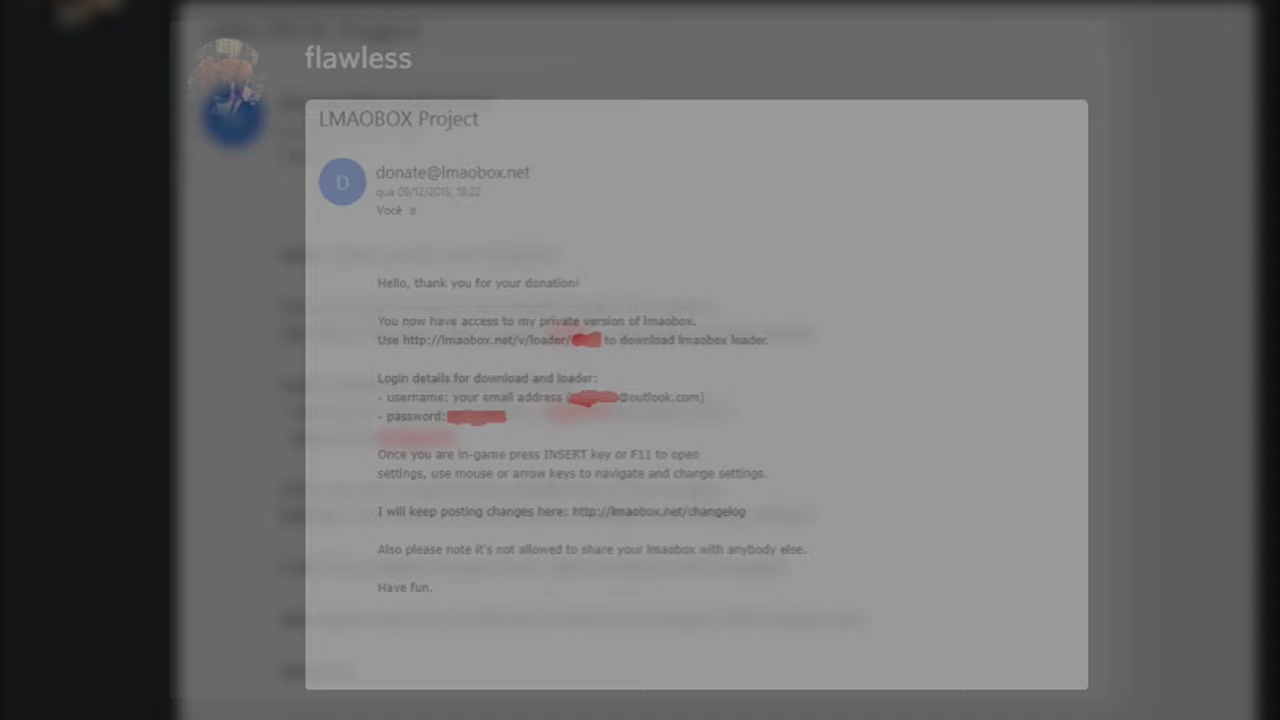 flawless
LMAOBOX Project
D
donate@lmaobox.net
qua 09/12/2015, 18:22
Você
Hello, thank you for your donation!
You now have access to my private version of lmaobox.
Use http://lmaobox.net/v/loader/ to download lmaobox loader.
Login details for download and loader:
- username: your email address ( @outlook.com)
- password:
Once you are in-game press INSERT key or F11 to open
settings, use mouse or arrow keys to navigate and change settings.
I will keep posting changes here: http://lmaobox.net/changelog
Also please note it's not allowed to share your lmaobox with anybody else.
Have fun.